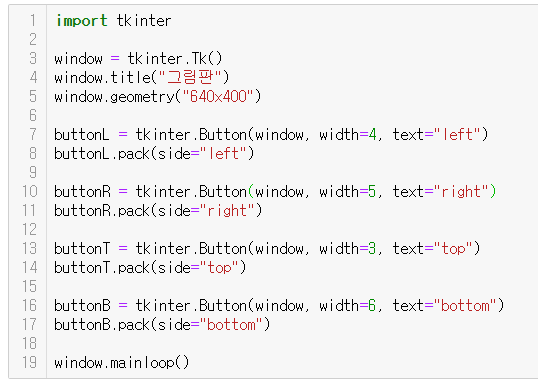 1 import tkinter
2
3 window = tkinter.Tk()
4 window.title("그림판")
5 window.geometry("640x400")
6
7 buttonL = tkinter.Button(window, width=4, text="left")
8 buttonL.pack(side="left")
9
10 buttonR = tkinter.Button(window, width=5, text="right")
11 buttonR.pack(side="right")
12
13 buttonT = tkinter.Button(window, width=3, text="top")
14 buttonT.pack(side="top")
15
16 buttonB = tkinter.Button(window, width=6, text="bottom")
17 buttonB.pack(side="bottom")
18
19 window.mainloop()